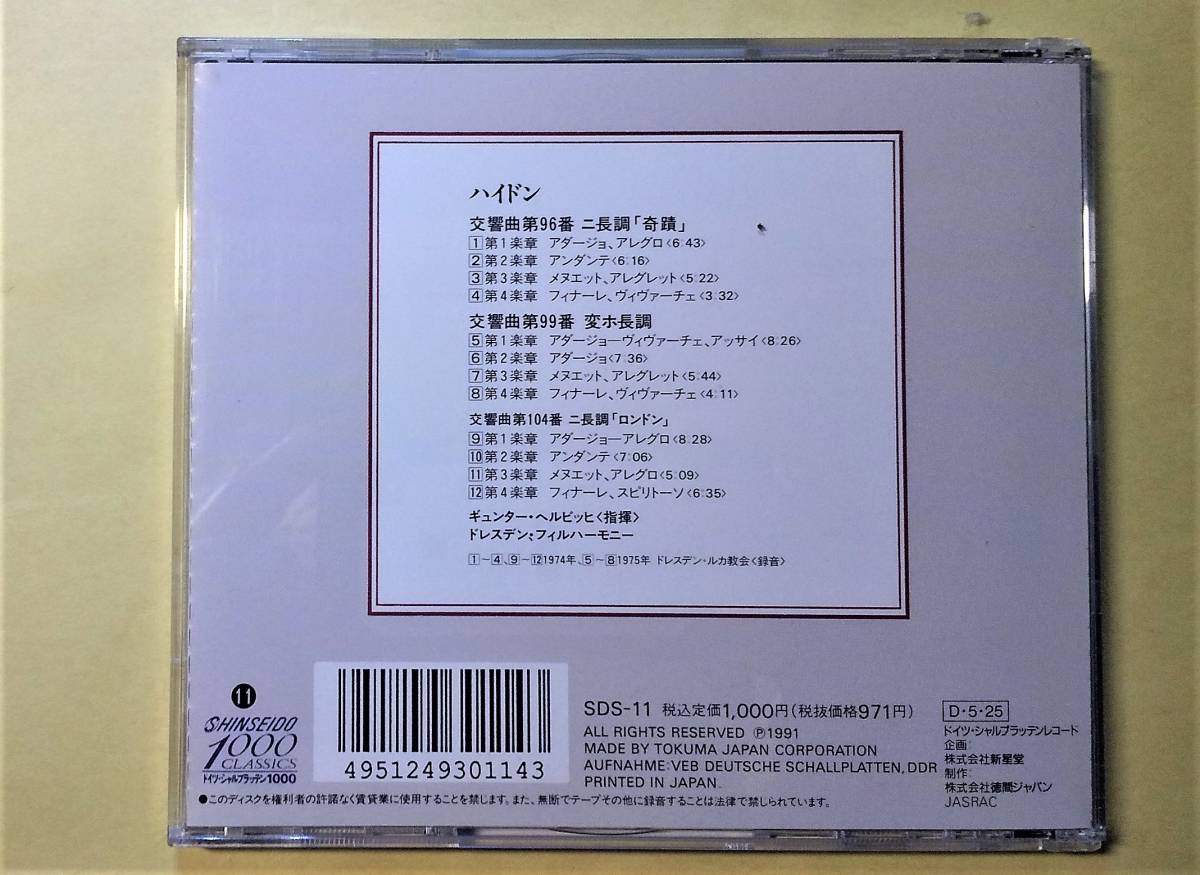 ハイドン
交響曲第96番 ニ長調「奇蹟」
1 第1楽章 アダージョ、アレグロ〈6:43〉
2 第2楽章 アンダンテ〈6:16〉
3 第3楽章 メヌエット、アレグレット〈5:22〉
4 第4楽章 フィナーレ、ヴィヴァーチェ〈3:32〉
交響曲第99番 変ホ長調
5 第1楽章 アダージョ—ヴィヴァーチェ、アッサイ〈8:26〉
6 第2楽章 アダージョ〈7:36〉
7 第3楽章 メヌエット、アレグレット〈5:44〉
8 第4楽章 フィナーレ、ヴィヴァーチェ〈4:11〉
交響曲第104番 ニ長調「ロンドン」
9 第1楽章 アダージョ—アレグロ〈8:28〉
10 第2楽章 アンダンテ〈7:06〉
11 第3楽章 メヌエット、アレグロ〈5:09〉
12 第4楽章 フィナーレ、スピリトーソ〈6:35〉
ギュンター・ヘルビッヒ〈指揮〉
ドレスデン・フィルハーモニー
1~4、9~12 1974年、5~8 1975年 ドレスデン・ルカ教会〈録音〉
11
SHINSEIDO
1000
CLASSICS
ドイツ・シャルプラッテン1000
4951249301143
SDS-11 税込定価1,000円(税抜価格971円)
ALL RIGHTS RESERVED ℗1991
MADE BY TOKUMA JAPAN CORPORATION
AUFNAHME:VEB DEUTSCHE SCHALLPLATTEN, DDR
PRINTED IN JAPAN.
D・5・25
ドイツ・シャルプラッテンレコード
企画:
株式会社新星堂
制作:
株式会社徳間ジャパン
JASRAC
●このディスクを権利者の許諾なく賃貸業に使用することを禁じます。また、無断でテープその他に録音することは法律で禁じられています。